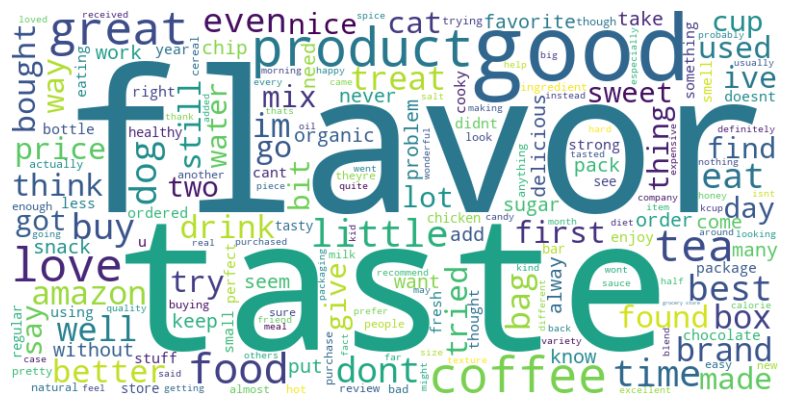 flavor
taste
good
great
product
coffee
love
food
tea
time
little
dont
amazon
well
better
buy
drink
price
think
bought
way
even
nice
cat
favorite
take
cup
used
ive
doesnt
something
smell
especially
usually
probably
though
trying
spice
received
loved
eating
cereal
work
year
chip
need
treat
morning
happy
every
came
help
big
ingredient
instead
sweet
thing
find
eat
day
many
come
order
best
package
around
looking
box
chocolate
brand
made
easy
new
found
know
always
bag
tried
thought
fresh
want
give
milk
kid
bar
enjoy
kind
different
add
chicken
candy
month
diet
item
kcup
honey
isnt
company
expensive
nothing
definitely
tasted
hard
strong
see
pack
sugar
delicious
anything
lot
first
problem
bit
organic
mix
im
go
never
water
still
dog
two
right
bottle
healthy
actually
another
cant
thank
added
thats
oil
salt
making
cooky
didnt
look
wonderful
theyre
went
piece
quite
less
enough
going
got
snack
ordered
tasty
u
real
purchased
try
seem
perfect
small
keep
buying
sure
friend
meal
say
using
regular
without
quality
case
stuff
said
pretty
natural
feel
store
getting
others
almost
hot
put
purchase
packaging
fact
review
people
prefer
may
recommend
far
bad
might
size
texture
variety
back
blend
excellent
wont
sauce
half
calorie
grocery store